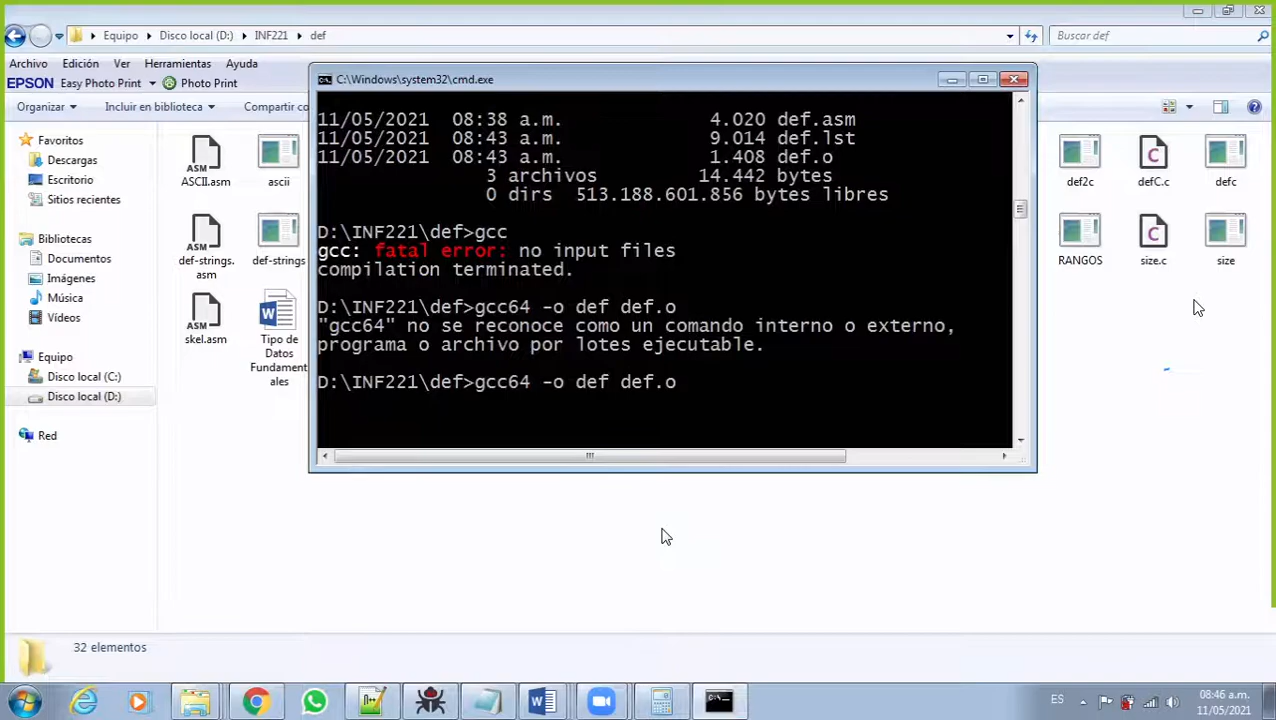 Equipo
Disco local (D:)
INF221
def
Buscar def
Archivo
Edición
Ver
Herramientas
Ayuda
EPSON
Easy Photo Print
Photo Print
Organizar
Incluir en biblioteca
Compartir co
C:\Windows\system32\cmd.exe
11/05/2021  08:38 a.m.             4.020 def.asm
11/05/2021  08:43 a.m.             9.014 def.lst
11/05/2021  08:43 a.m.             1.408 def.o
3 archivos         14.442 bytes
0 dirs  513.188.601.856 bytes libres
D:\INF221\def>gcc
gcc: fatal error: no input files
compilation terminated.
D:\INF221\def>gcc64 -o def def.o
"gcc64" no se reconoce como un comando interno o externo,
programa o archivo por lotes ejecutable.
D:\INF221\def>gcc64 -o def def.o
Favoritos
Descargas
Escritorio
Sitios recientes
Bibliotecas
Documentos
Imágenes
Música
Vídeos
Equipo
Disco local (C:)
Disco local (D:)
Red
ASM
ASCII.asm
ascii
ASM
def-strings.
asm
def-strings
ASM
skel.asm
Tipo de
Datos
Fundament
ales
def2c
defC.c
defc
RANGOS
size.c
size
32 elementos
ES
08:46 a.m.
11/05/2021